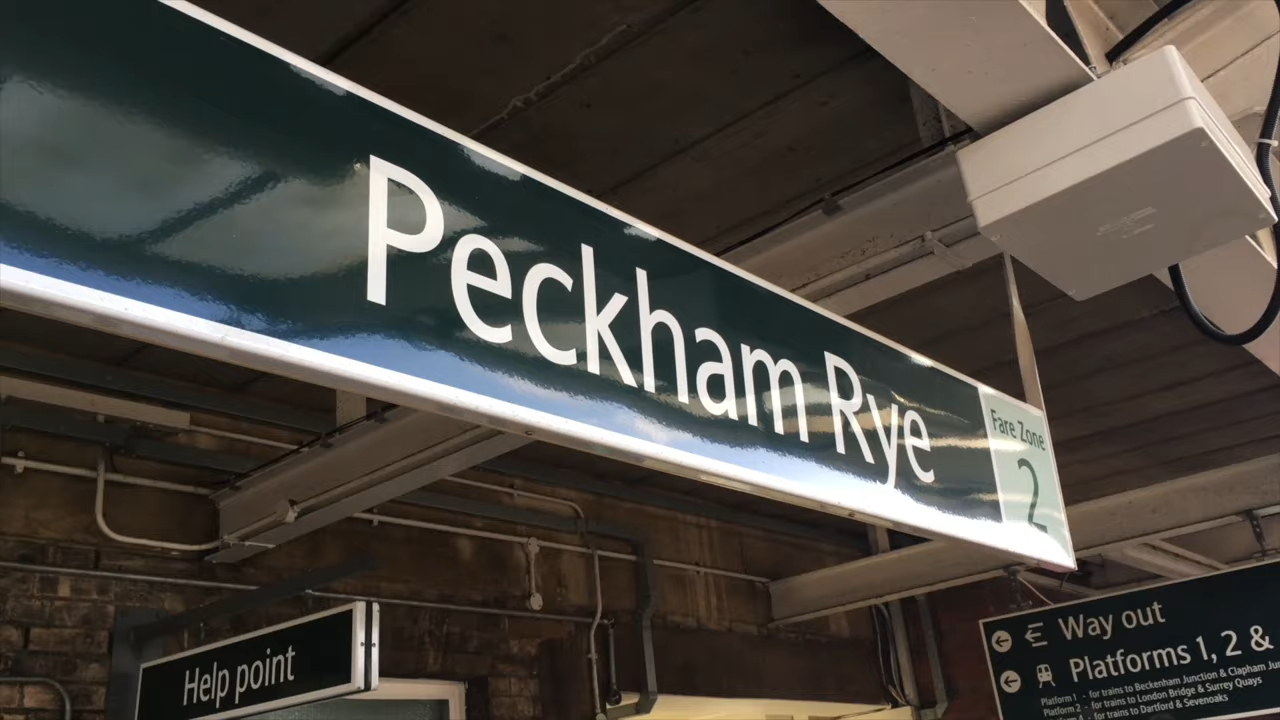 Peckham Rye
Fare Zone
2
Help point
Way out
Platforms 1, 2 &
Platform 1 - for trains to Beckenham Junction & Clapham Ju
Platform 2 - for trains to London Bridge & Surrey Quays
- for trains to Dartford & Sevenoaks